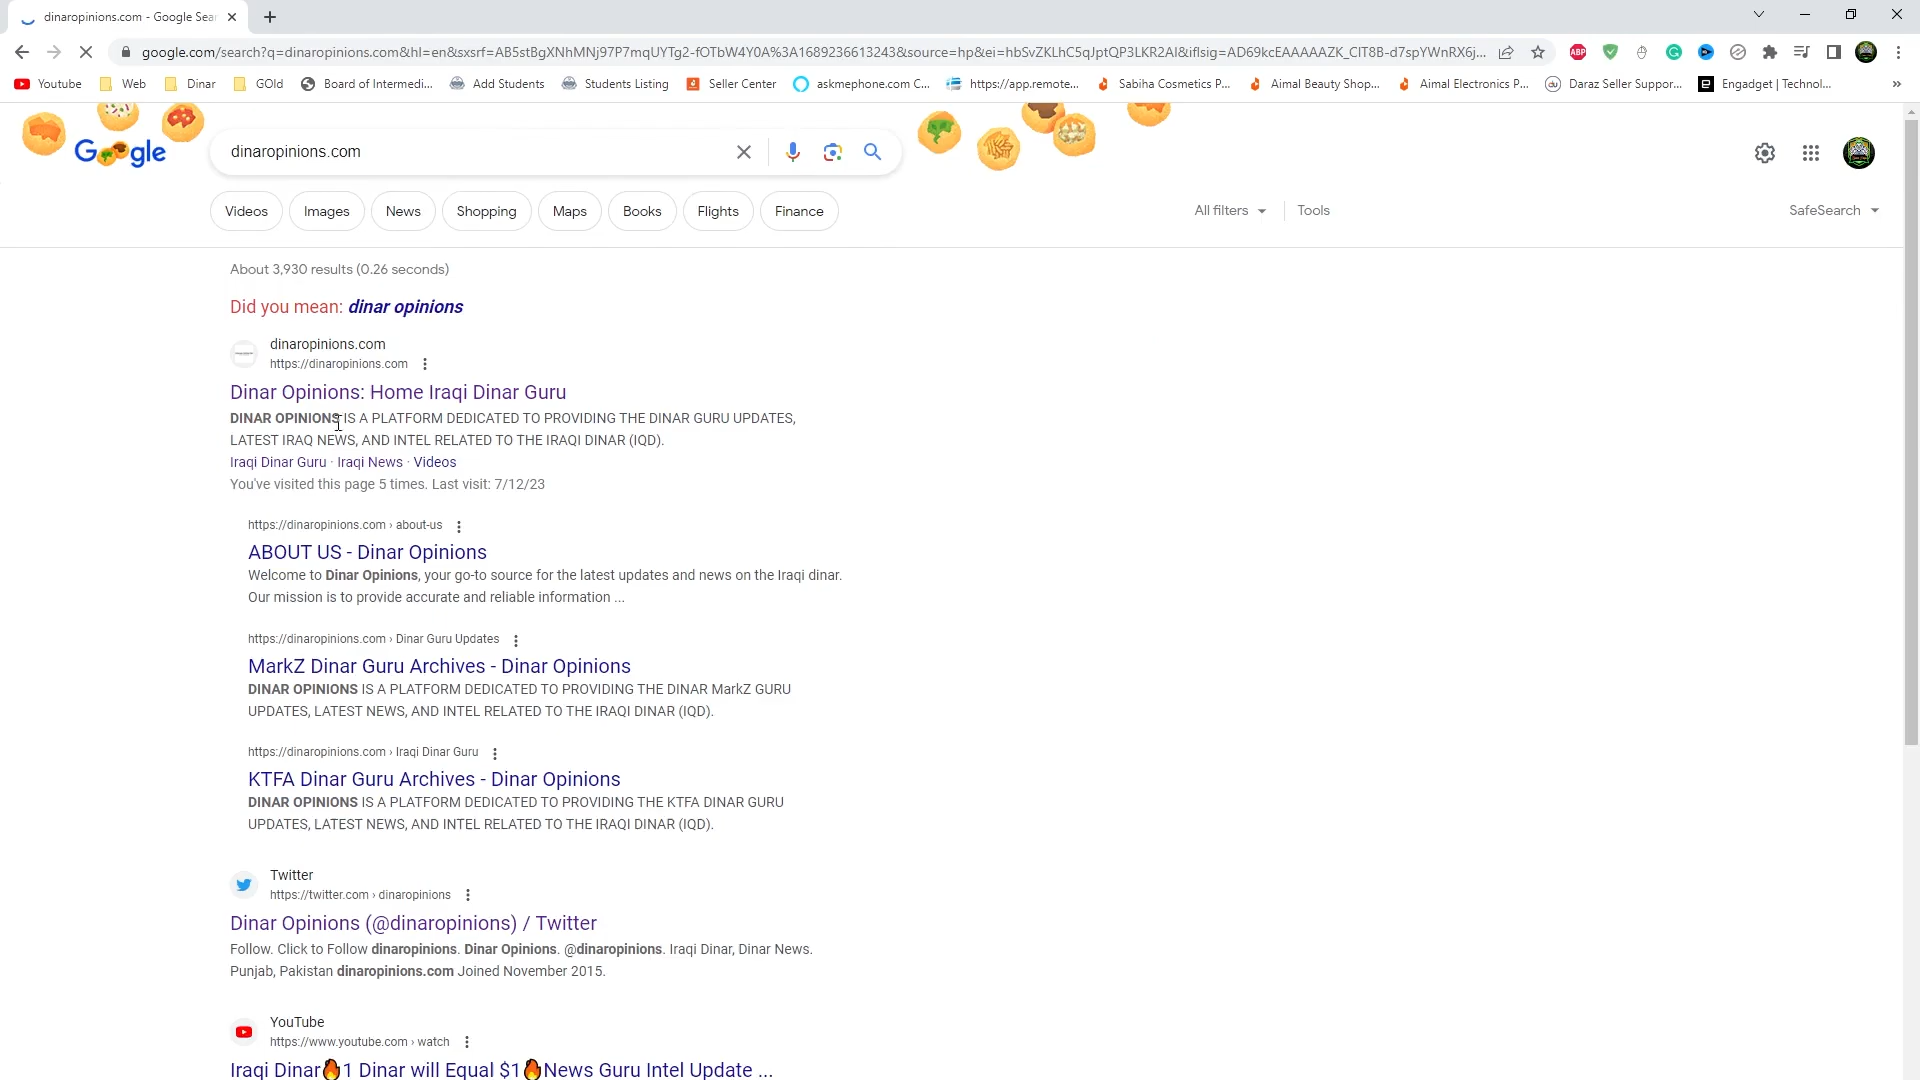 dinaropinions.com - Google Sear
google.com/search?q=dinaropinions.com&hl=en&sxsrf=AB5stBgXNhMNj97P7mqUYTg2-fOTbW4Y0A%3A1689236613243&source=hp&ei=hbSvZKLhC5qJptQP3LKR2AI&iflsig=AD69kcEAAAAAZK_CIT8B-d7spYWnRX6j...
Youtube Web Dinar GOld Board of Intermedi... Add Students Students Listing Seller Center askmephone.com C... https://app.remote... Sabiha Cosmetics P... Aimal Beauty Shop... Aimal Electronics P... Daraz Seller Suppor... Engadget | Technol... »
Google
dinaropinions.com
Videos Images News Shopping Maps Books Flights Finance All filters Tools SafeSearch
About 3,930 results (0.26 seconds)
Did you mean: dinar opinions
dinaropinions.com
https://dinaropinions.com
Dinar Opinions: Home Iraqi Dinar Guru
DINAR OPINIONS IS A PLATFORM DEDICATED TO PROVIDING THE DINAR GURU UPDATES,
LATEST IRAQ NEWS, AND INTEL RELATED TO THE IRAQI DINAR (IQD).
Iraqi Dinar Guru · Iraqi News · Videos
You've visited this page 5 times. Last visit: 7/12/23
https://dinaropinions.com › about-us
ABOUT US - Dinar Opinions
Welcome to Dinar Opinions, your go-to source for the latest updates and news on the Iraqi dinar.
Our mission is to provide accurate and reliable information ...
https://dinaropinions.com › Dinar Guru Updates
MarkZ Dinar Guru Archives - Dinar Opinions
DINAR OPINIONS IS A PLATFORM DEDICATED TO PROVIDING THE DINAR MarkZ GURU
UPDATES, LATEST NEWS, AND INTEL RELATED TO THE IRAQI DINAR (IQD).
https://dinaropinions.com › Iraqi Dinar Guru
KTFA Dinar Guru Archives - Dinar Opinions
DINAR OPINIONS IS A PLATFORM DEDICATED TO PROVIDING THE KTFA DINAR GURU
UPDATES, LATEST NEWS, AND INTEL RELATED TO THE IRAQI DINAR (IQD).
Twitter
https://twitter.com › dinaropinions
Dinar Opinions (@dinaropinions) / Twitter
Follow. Click to Follow dinaropinions. Dinar Opinions. @dinaropinions. Iraqi Dinar, Dinar News.
Punjab, Pakistan dinaropinions.com Joined November 2015.
YouTube
https://www.youtube.com › watch
Iraqi Dinar🔥1 Dinar will Equal $1🔥News Guru Intel Update ...